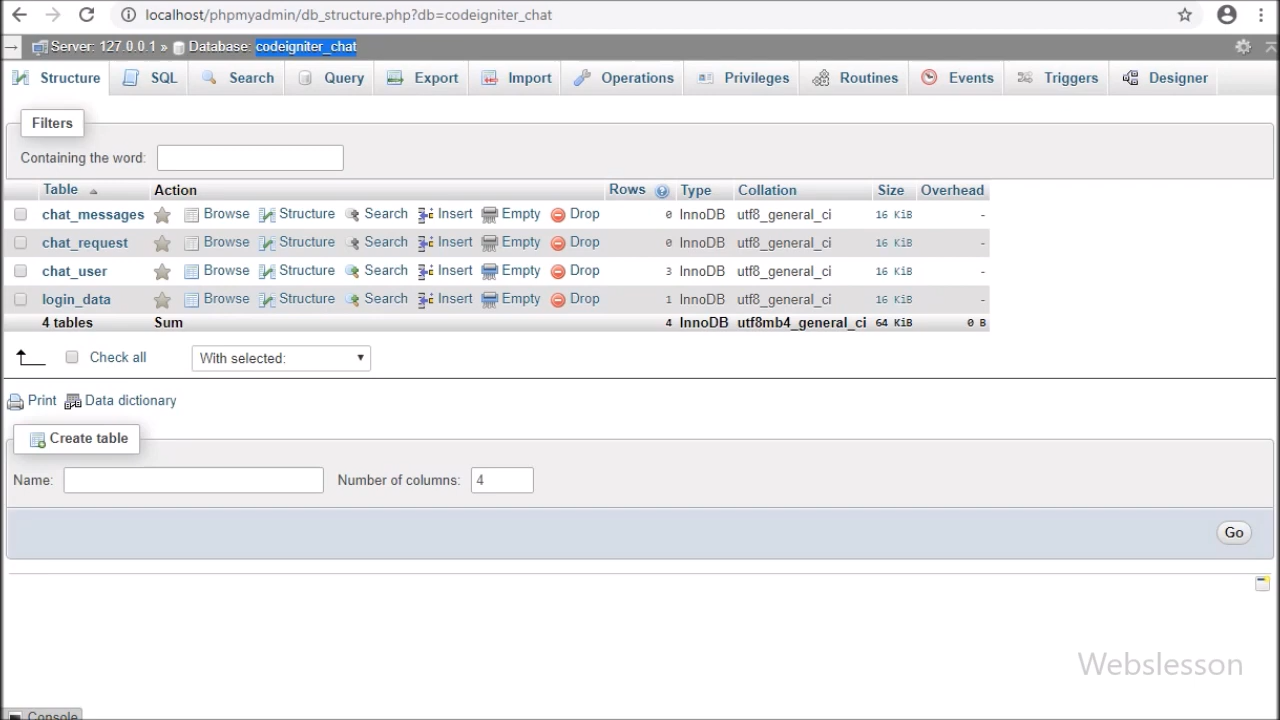 localhost/phpmyadmin/db_structure.php?db=codeigniter_chat
Server: 127.0.0.1 » Database: codeigniter_chat
Structure SQL Search Query Export Import Operations Privileges Routines Events Triggers Designer
Filters
Containing the word:
Table Action Rows Type Collation Size Overhead
chat_messages Browse Structure Search Insert Empty Drop 0 InnoDB utf8_general_ci 16 KiB -
chat_request Browse Structure Search Insert Empty Drop 0 InnoDB utf8_general_ci 16 KiB -
chat_user Browse Structure Search Insert Empty Drop 3 InnoDB utf8_general_ci 16 KiB -
login_data Browse Structure Search Insert Empty Drop 1 InnoDB utf8_general_ci 16 KiB -
4 tables Sum 4 InnoDB utf8mb4_general_ci 64 KiB 0 B
Check all With selected:
Print Data dictionary
Create table
Name: Number of columns: 4
Go
Webslesson
Console